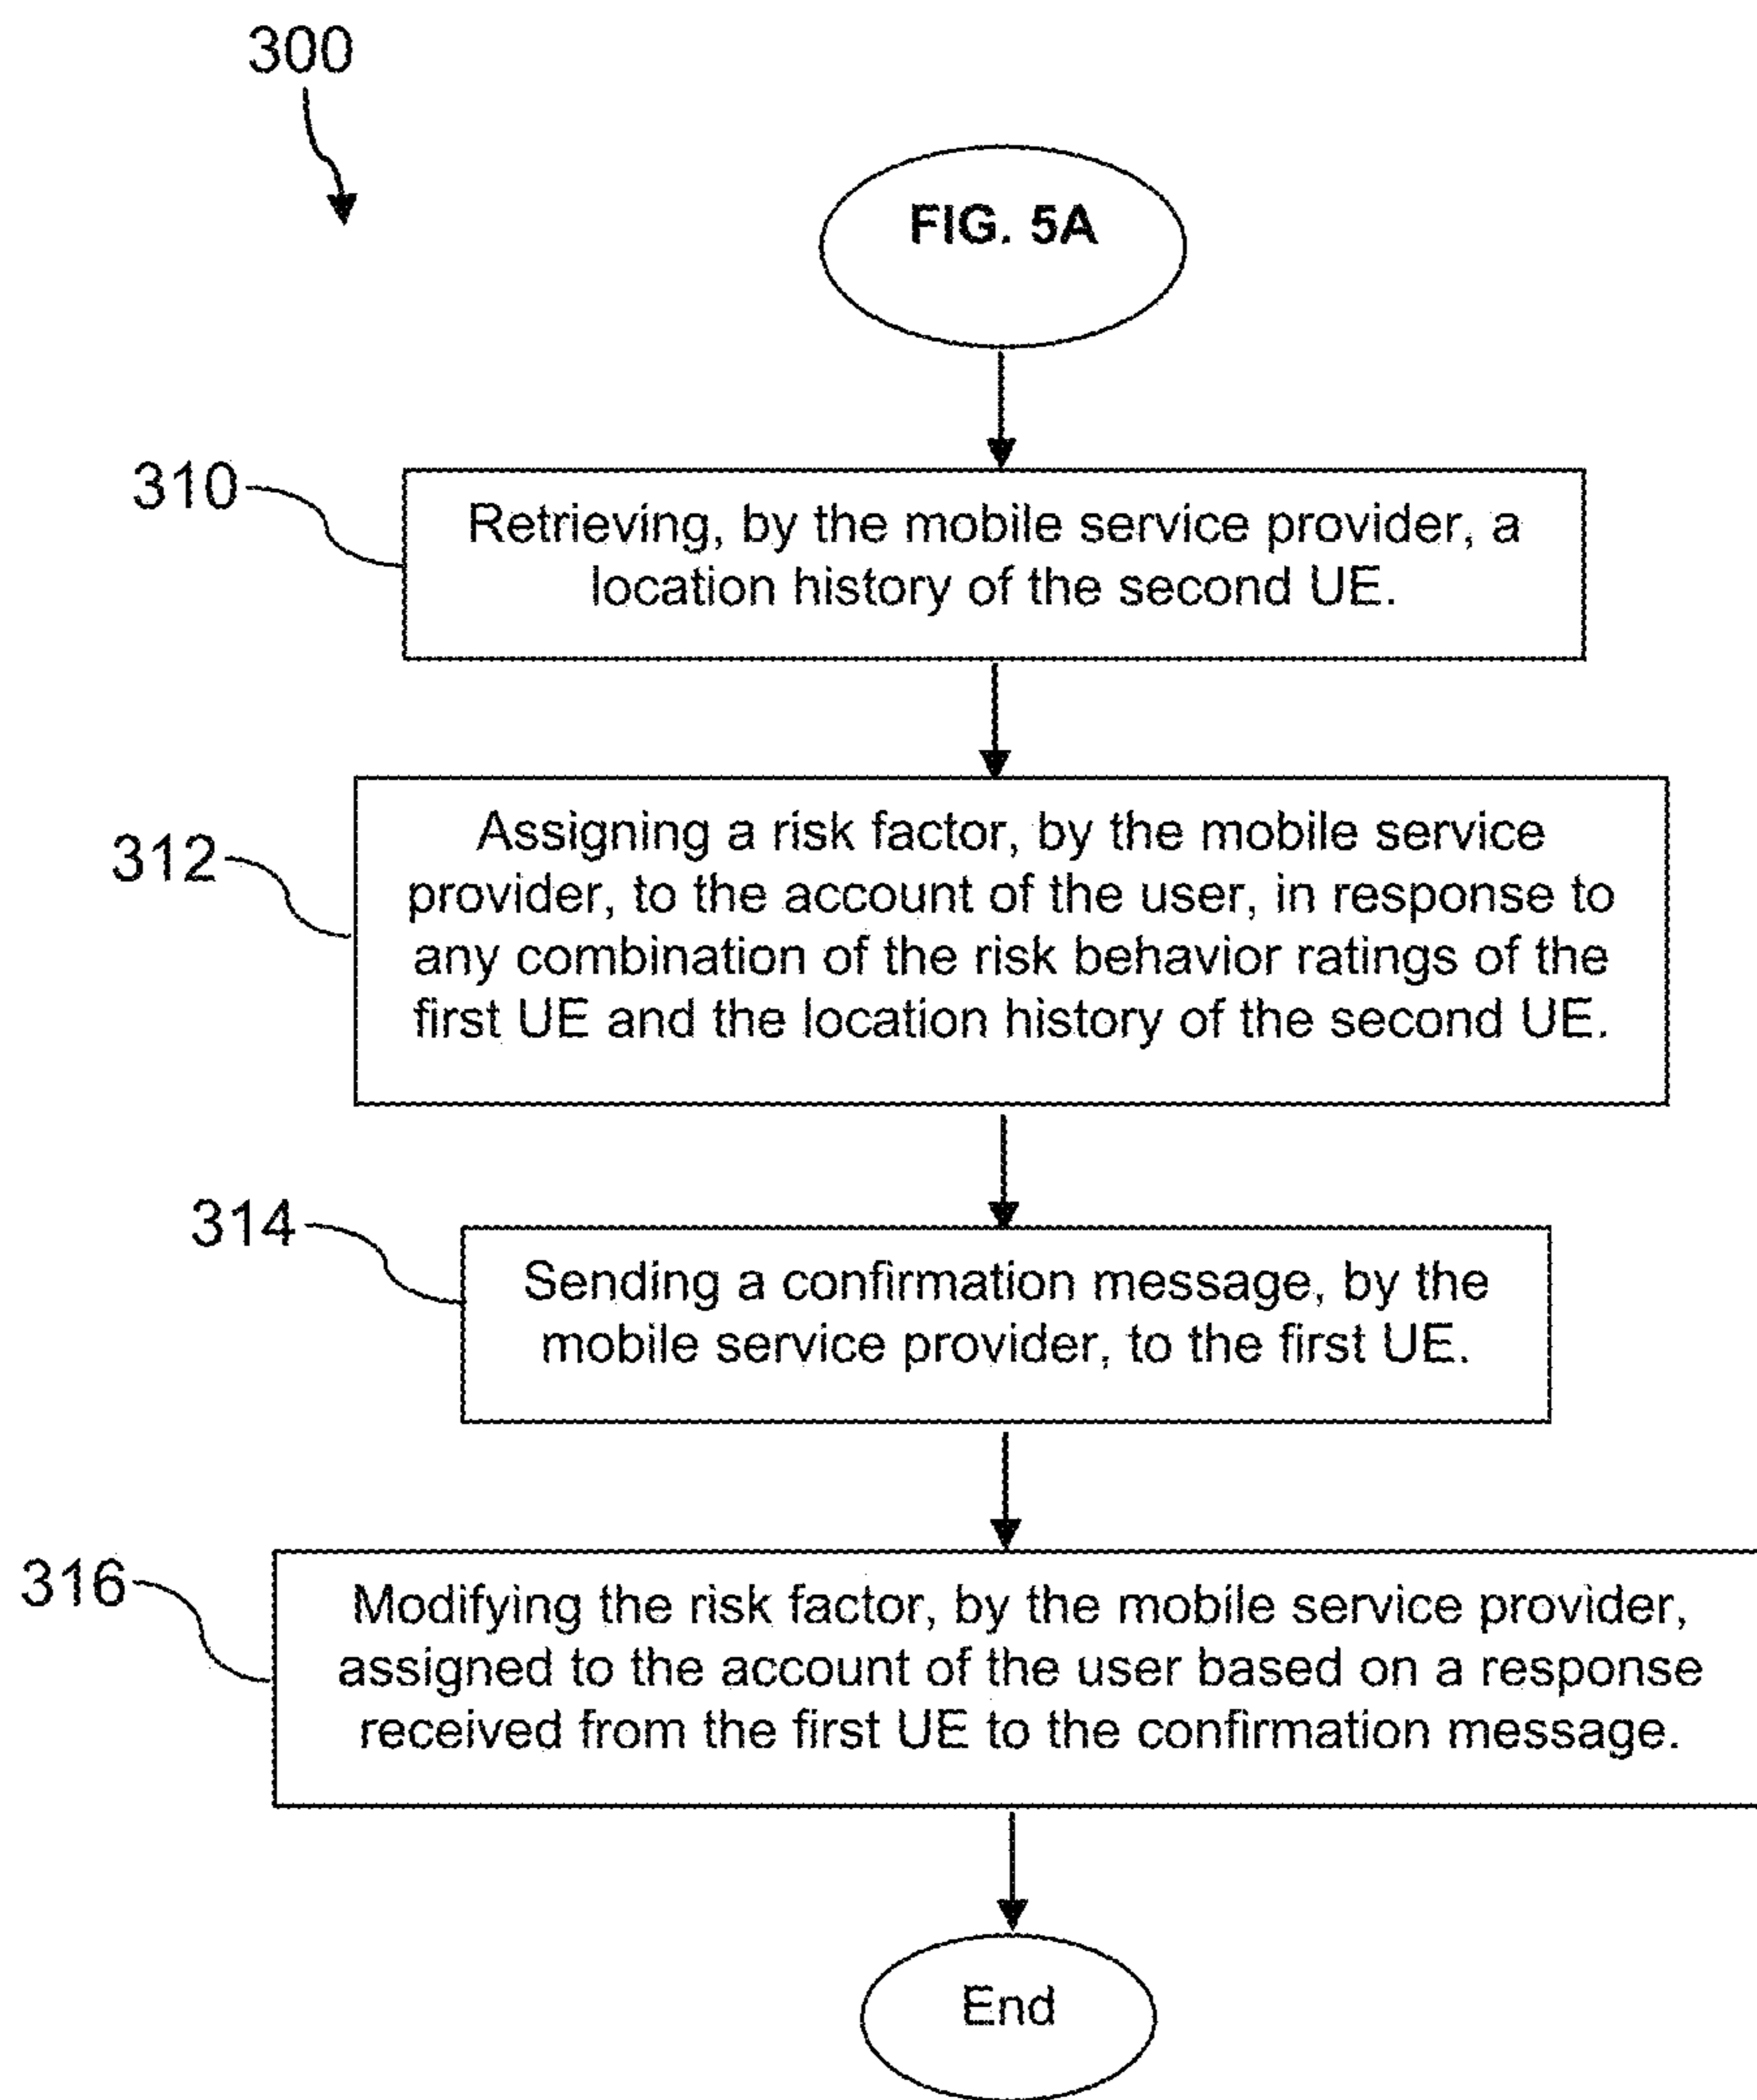 300
FIG. 5A
310
Retrieving, by the mobile service provider, a
location history of the second UE.
312
Assigning a risk factor, by the mobile service
provider, to the account of the user, in response to
any combination of the risk behavior ratings of the
first UE and the location history of the second UE.
314
Sending a confirmation message, by the
mobile service provider, to the first UE.
316
Modifying the risk factor, by the mobile service provider,
assigned to the account of the user based on a response
received from the first UE to the confirmation message.
End